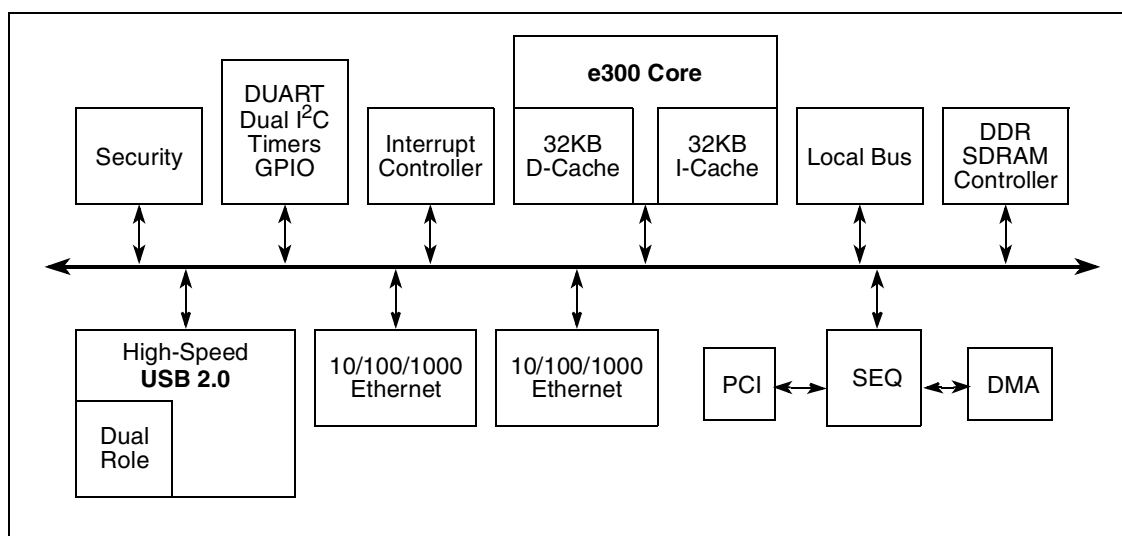 e300 Core
Security
DUART
Dual I²C
Timers
GPIO
Interrupt
Controller
32KB
D-Cache
32KB
I-Cache
Local Bus
DDR
SDRAM
Controller
High-Speed
USB 2.0
Dual
Role
10/100/1000
Ethernet
10/100/1000
Ethernet
PCI
SEQ
DMA